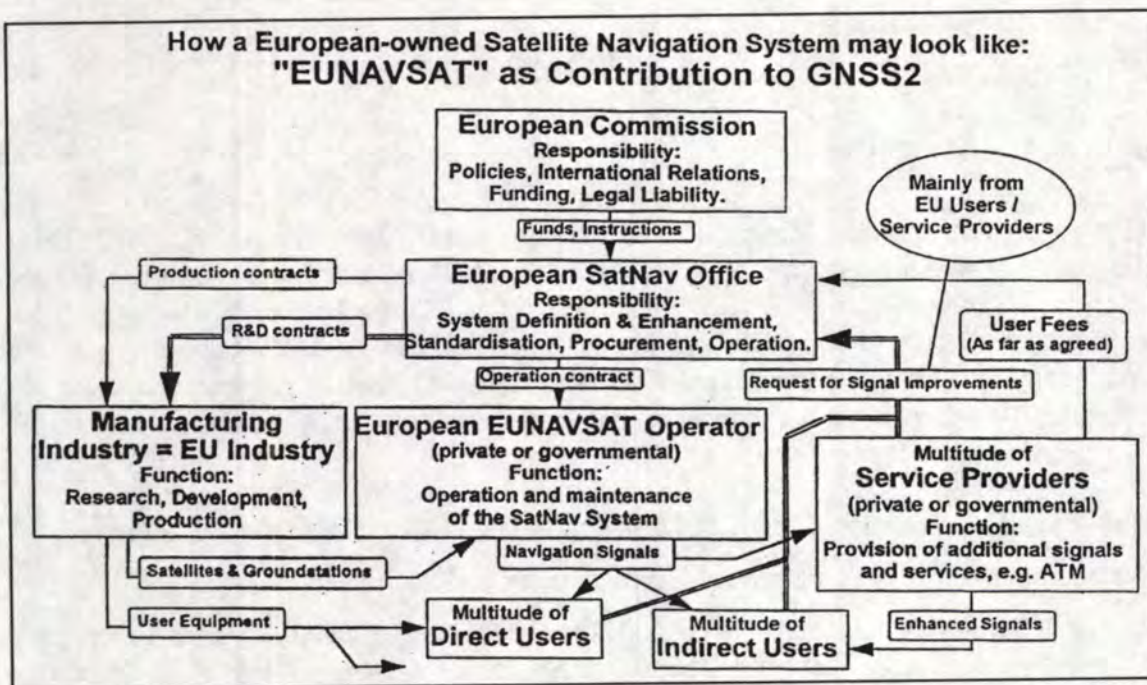 How a European-owned Satellite Navigation System may look like:
"EUNAVSAT" as Contribution to GNSS2
European Commission
Responsibility:
Policies, International Relations,
Funding, Legal Liability.
Mainly from
EU Users /
Service Providers
Funds, Instructions
Production contracts
European SatNav Office
Responsibility:
System Definition & Enhancement,
Standardisation, Procurement, Operation.
R&D contracts
User Fees
(As far as agreed)
Operation contract
Request for Signal Improvements
Manufacturing
Industry = EU Industry
Function:
Research, Development,
Production
European EUNAVSAT Operator
(private or governmental)
Function:
Operation and maintenance
of the SatNav System
Multitude of
Service Providers
(private or governmental)
Function:
Provision of additional signals
and services, e.g. ATM
Navigation Signals
Satellites & Groundstations
User Equipment
Multitude of
Direct Users
Multitude of
Indirect Users
Enhanced Signals